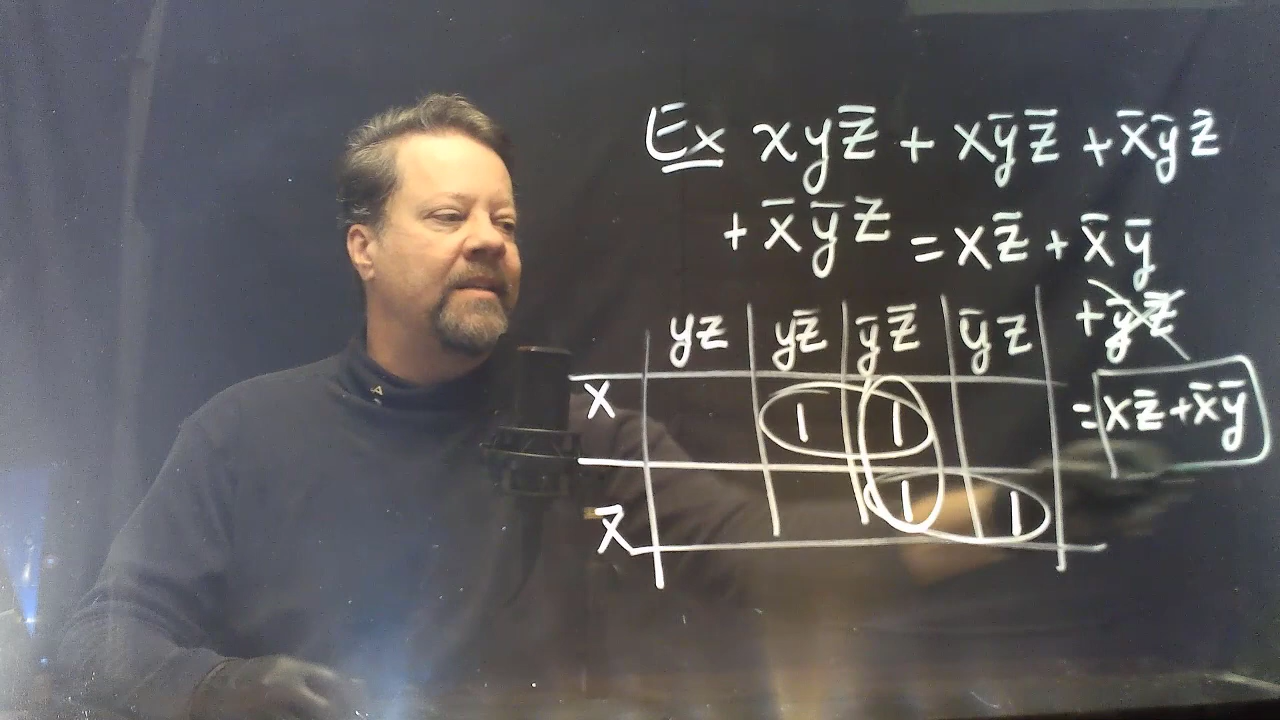 Ex xyz̄ + xȳz̄ + x̄ȳz̄
+ x̄ȳz = xz̄ + x̄ȳ
+ ȳz̄
yz yz̄ ȳz̄ ȳz
= xz̄ + x̄ȳ
x 1 1
x̄ 1 1